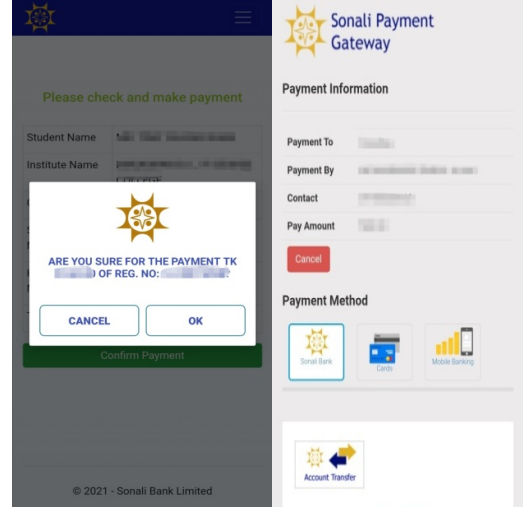 Please check and make payment
Student Name
Institute Name
COLLEGE
ARE YOU SURE FOR THE PAYMENT TK
OF REG. NO: ?
CANCEL
OK
Confirm Payment
© 2021 - Sonali Bank Limited
Sonali Payment
Gateway
Payment Information
Payment To
Payment By
Contact
Pay Amount
Cancel
Payment Method
Sonali Bank
Cards
Mobile Banking
Account Transfer